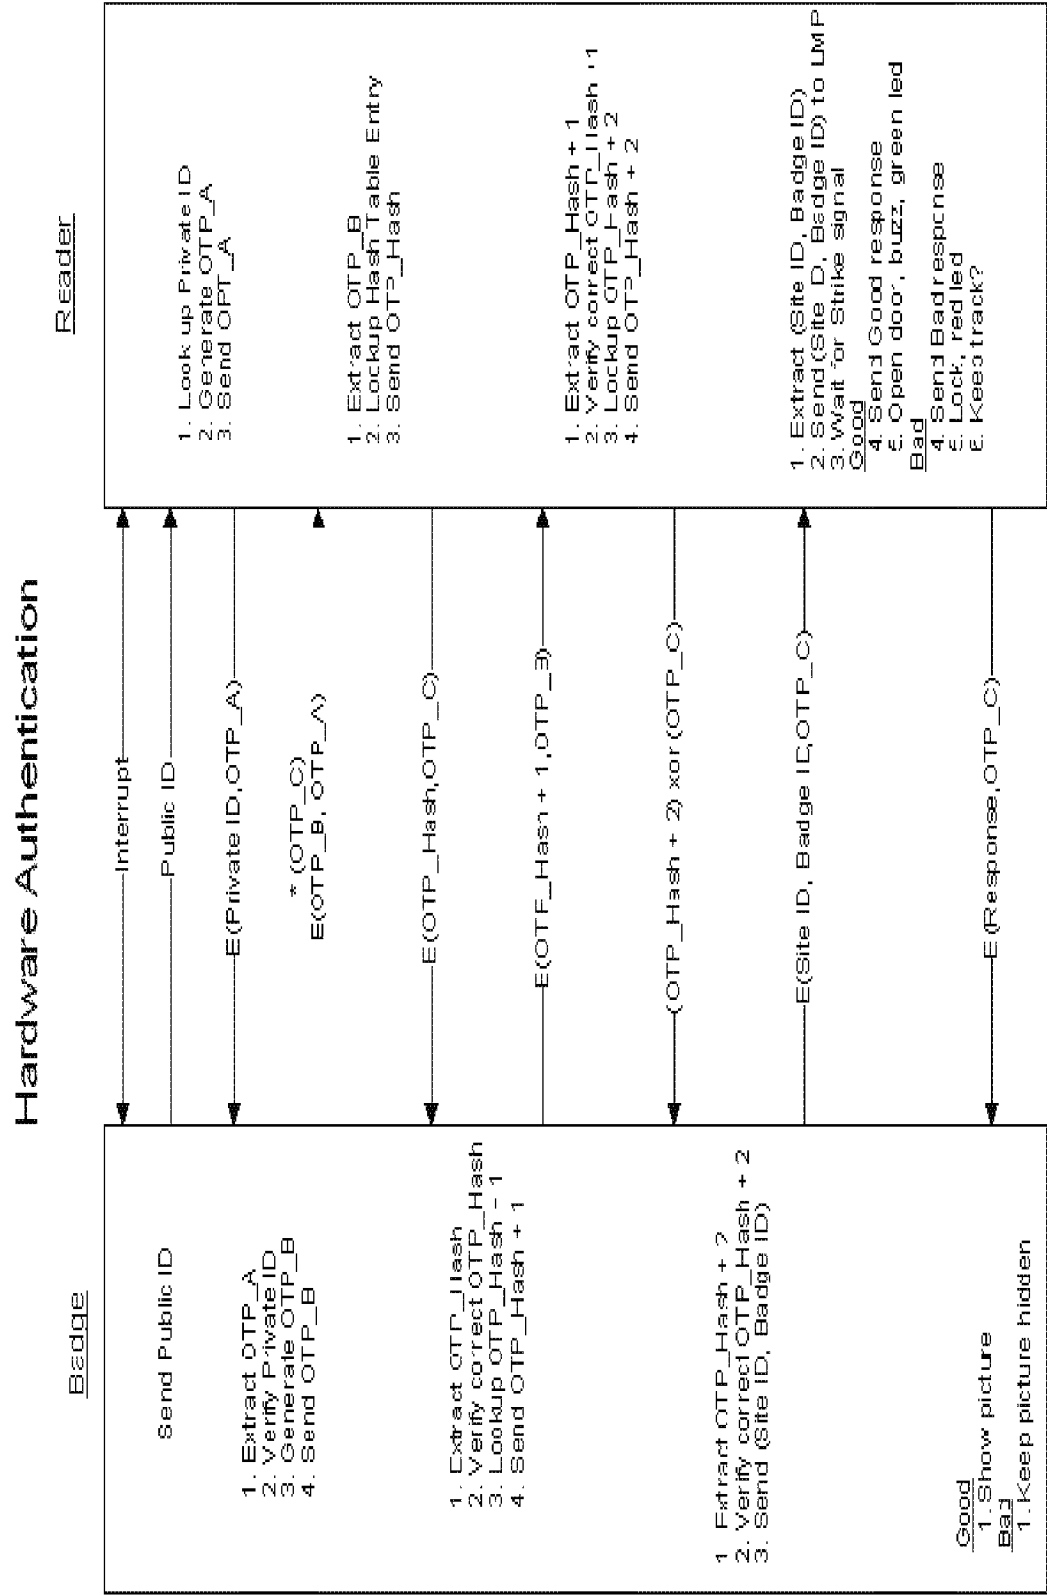 Hardware Authentication
Badge
Reader
Send Public ID
1. Extract OTP_A
2. Verify Private ID
3. Generate OTP_B
4. Send OTP_B
1. Extract OTP_Hash
2. Verify correct OTP_Hash
3. Lookup OTP_Hash + 1
4. Send OTP_Hash + 1
1. Extract OTP_Hash + 2
2. Verify correct OTP_Hash + 2
3. Send (Site ID, Badge ID)
Good
1. Show picture
Bad
1. Keep picture hidden
Interrupt
Public ID
E(Private ID,OTP_A)
* (OTP_C)
E(OTP_B, OTP_A)
E(OTP_Hash,OTP_C)
E(OTP_Hash + 1,OTP_B)
(OTP_Hash + 2) xor (OTP_C)
E(Site ID, Badge ID,OTP_C)
E(Response,OTP_C)
1. Look up Private ID
2. Generate OTP_A
3. Send OPT_A
1. Extract OTP_B
2. Lookup Hash Table Entry
3. Send OTP_Hash
1. Extract OTP_Hash + 1
2. Verify correct OTP_Hash +1
3. Lookup OTP_Hash + 2
4. Send OTP_Hash + 2
1. Extract (Site ID, Badge ID)
2. Send (Site ID, Badge ID) to LMP
3. Wait for Strike signal
Good
4. Send Good response
5. Open door, buzz, green led
Bad
4. Send Bad response
5. Lock, red led
6. Keep track?